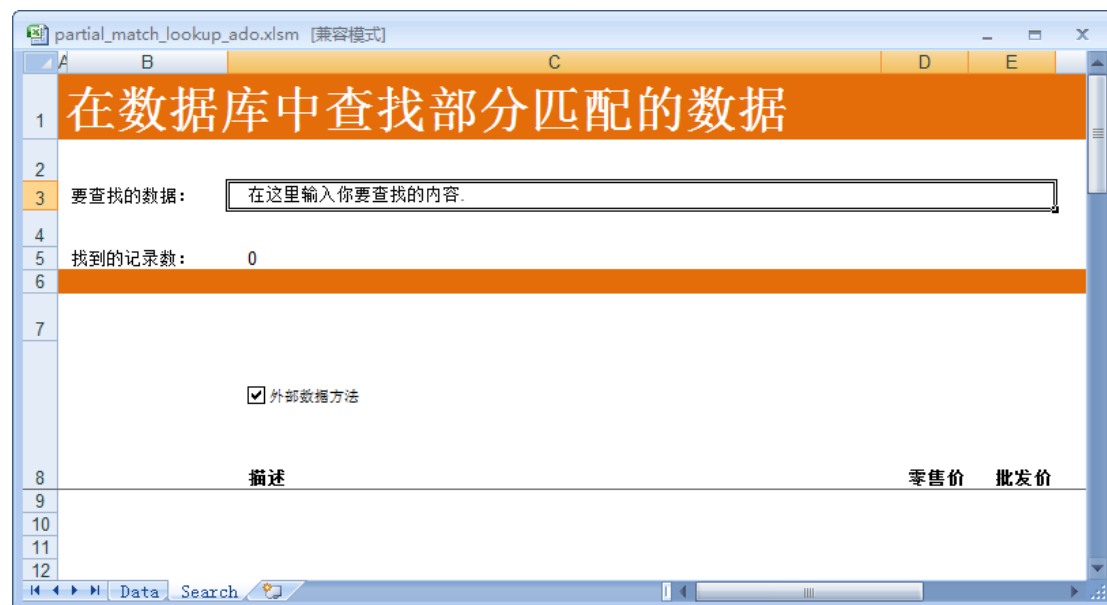 partial_match_lookup_ado.xlsm [兼容模式]
A B C D E
1 在数据库中查找部分匹配的数据
2
3 要查找的数据： 在这里输入你要查找的内容.
4
5 找到的记录数： 0
6
7
外部数据方法
8 描述 零售价 批发价
9
10
11
12
Data Search